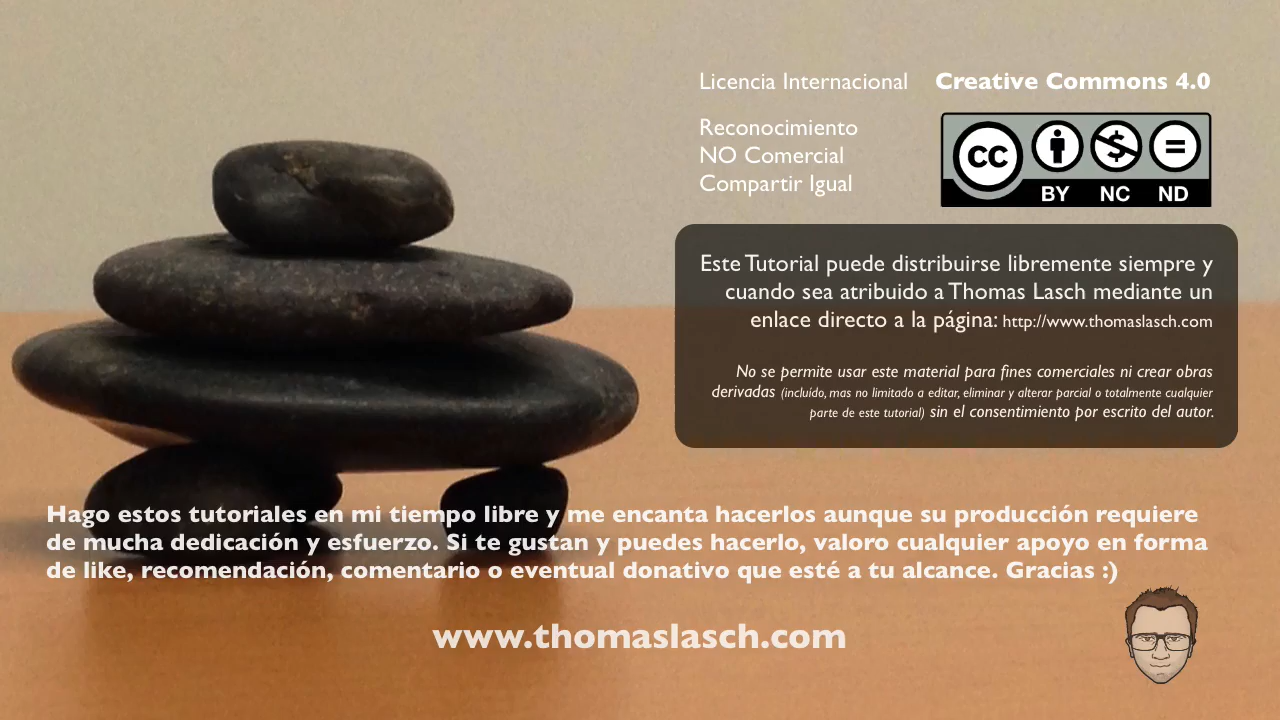 Licencia Internacional Creative Commons 4.0
Reconocimiento
NO Comercial
Compartir Igual
CC
BY NC ND
Este Tutorial puede distribuirse libremente siempre y
cuando sea atribuido a Thomas Lasch mediante un
enlace directo a la página: http://www.thomaslasch.com
No se permite usar este material para fines comerciales ni crear obras
derivadas (incluído, mas no limitado a editar, eliminar y alterar parcial o totalmente cualquier
parte de este tutorial) sin el consentimiento por escrito del autor.
Hago estos tutoriales en mi tiempo libre y me encanta hacerlos aunque su producción requiere
de mucha dedicación y esfuerzo. Si te gustan y puedes hacerlo, valoro cualquier apoyo en forma
de like, recomendación, comentario o eventual donativo que esté a tu alcance. Gracias :)
www.thomaslasch.com